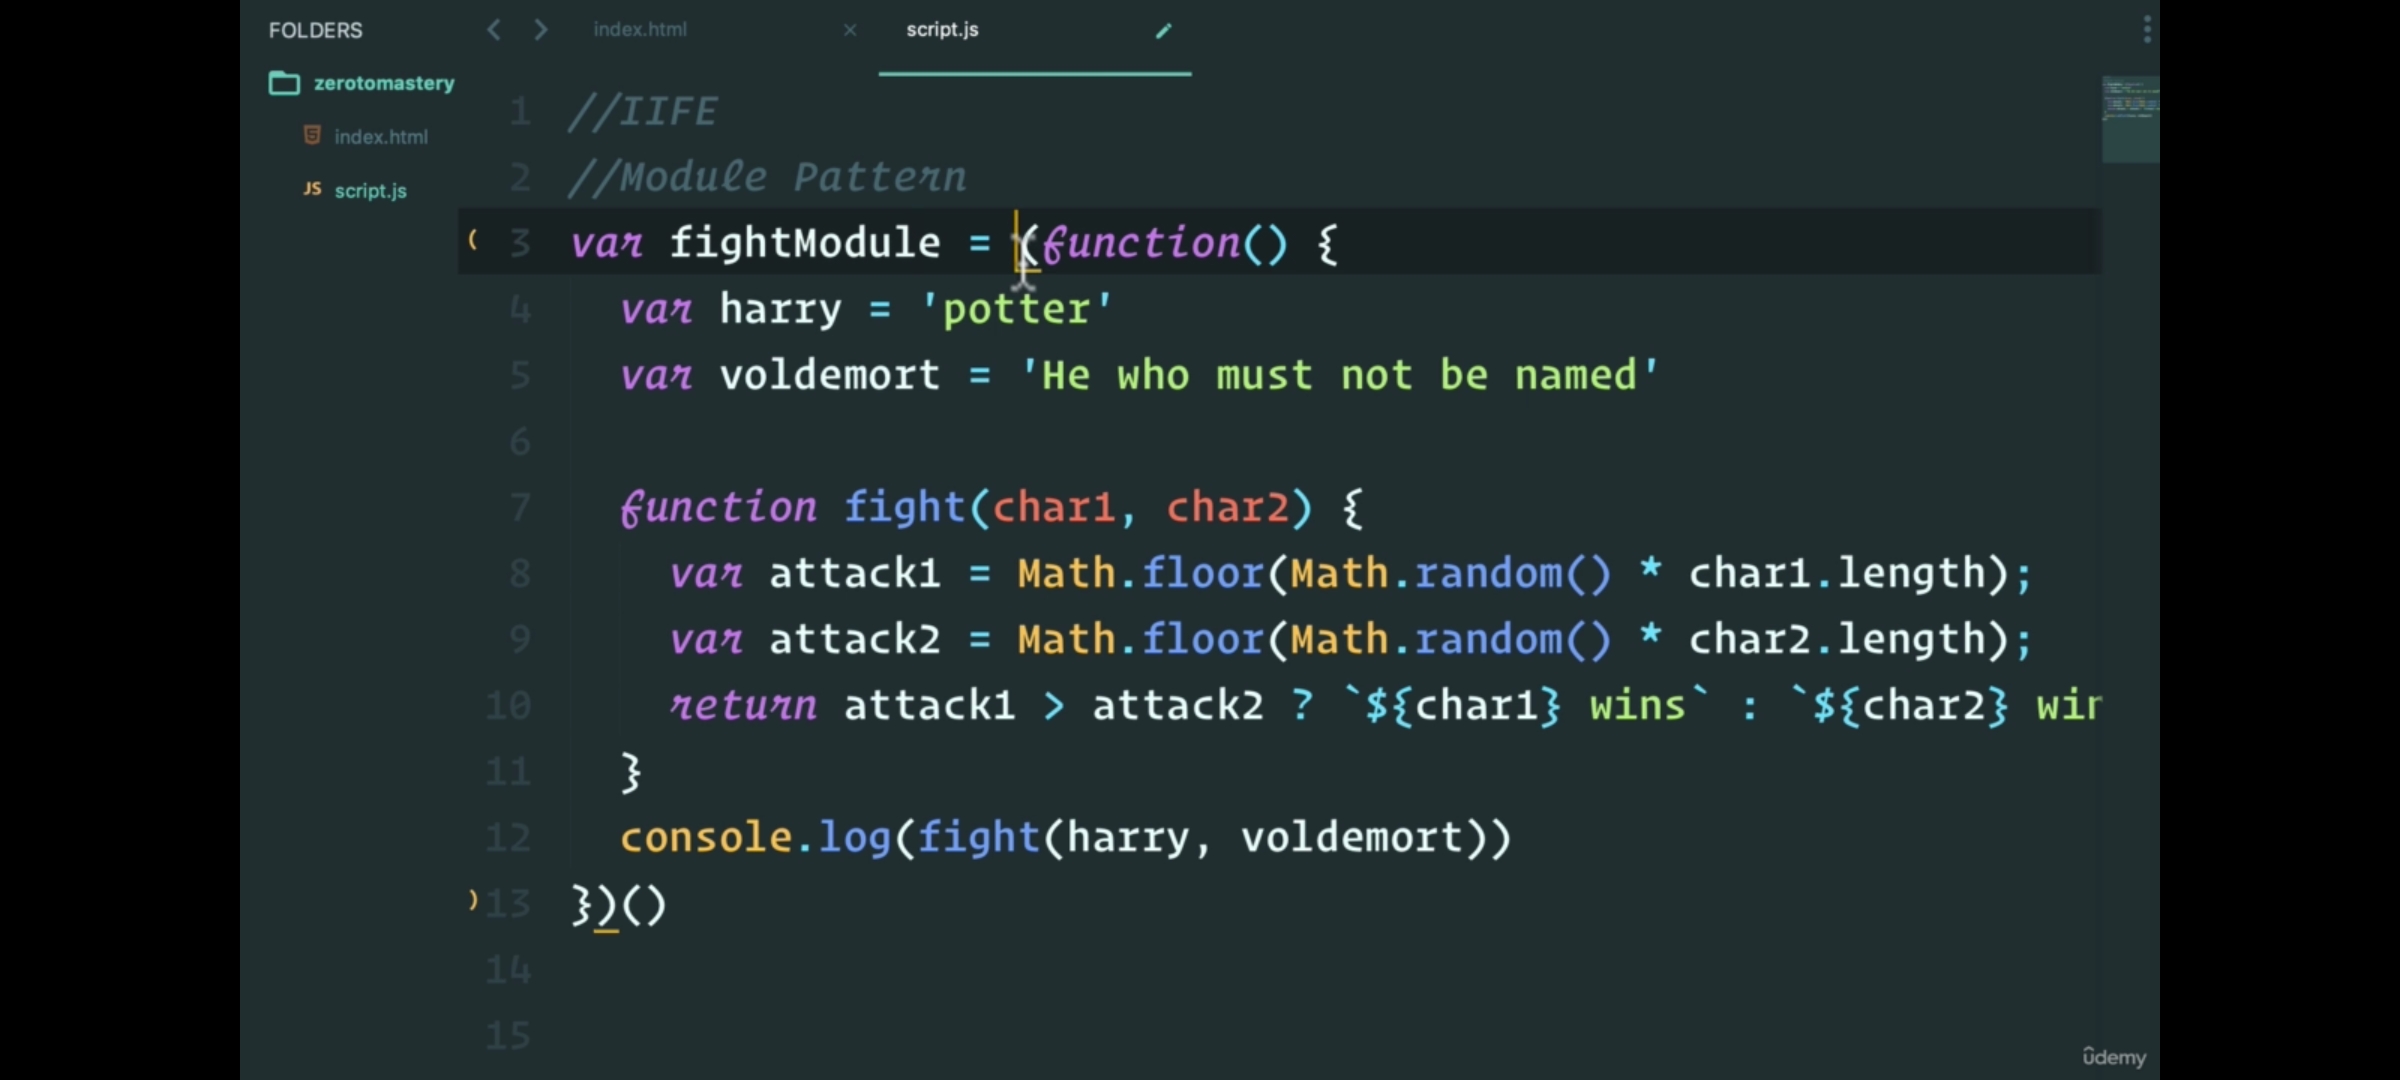 FOLDERS
index.html
script.js
zerotomastery
index.html
JS script.js
1 //IIFE
2 //Module Pattern
( 3 var fightModule = (function() {
4 var harry = 'potter'
5 var voldemort = 'He who must not be named'
6
7 function fight(char1, char2) {
8 var attack1 = Math.floor(Math.random() * char1.length);
9 var attack2 = Math.floor(Math.random() * char2.length);
10 return attack1 > attack2 ? `${char1} wins` : `${char2} win
11 }
12 console.log(fight(harry, voldemort))
) 13 })()
14
15
ûdemy